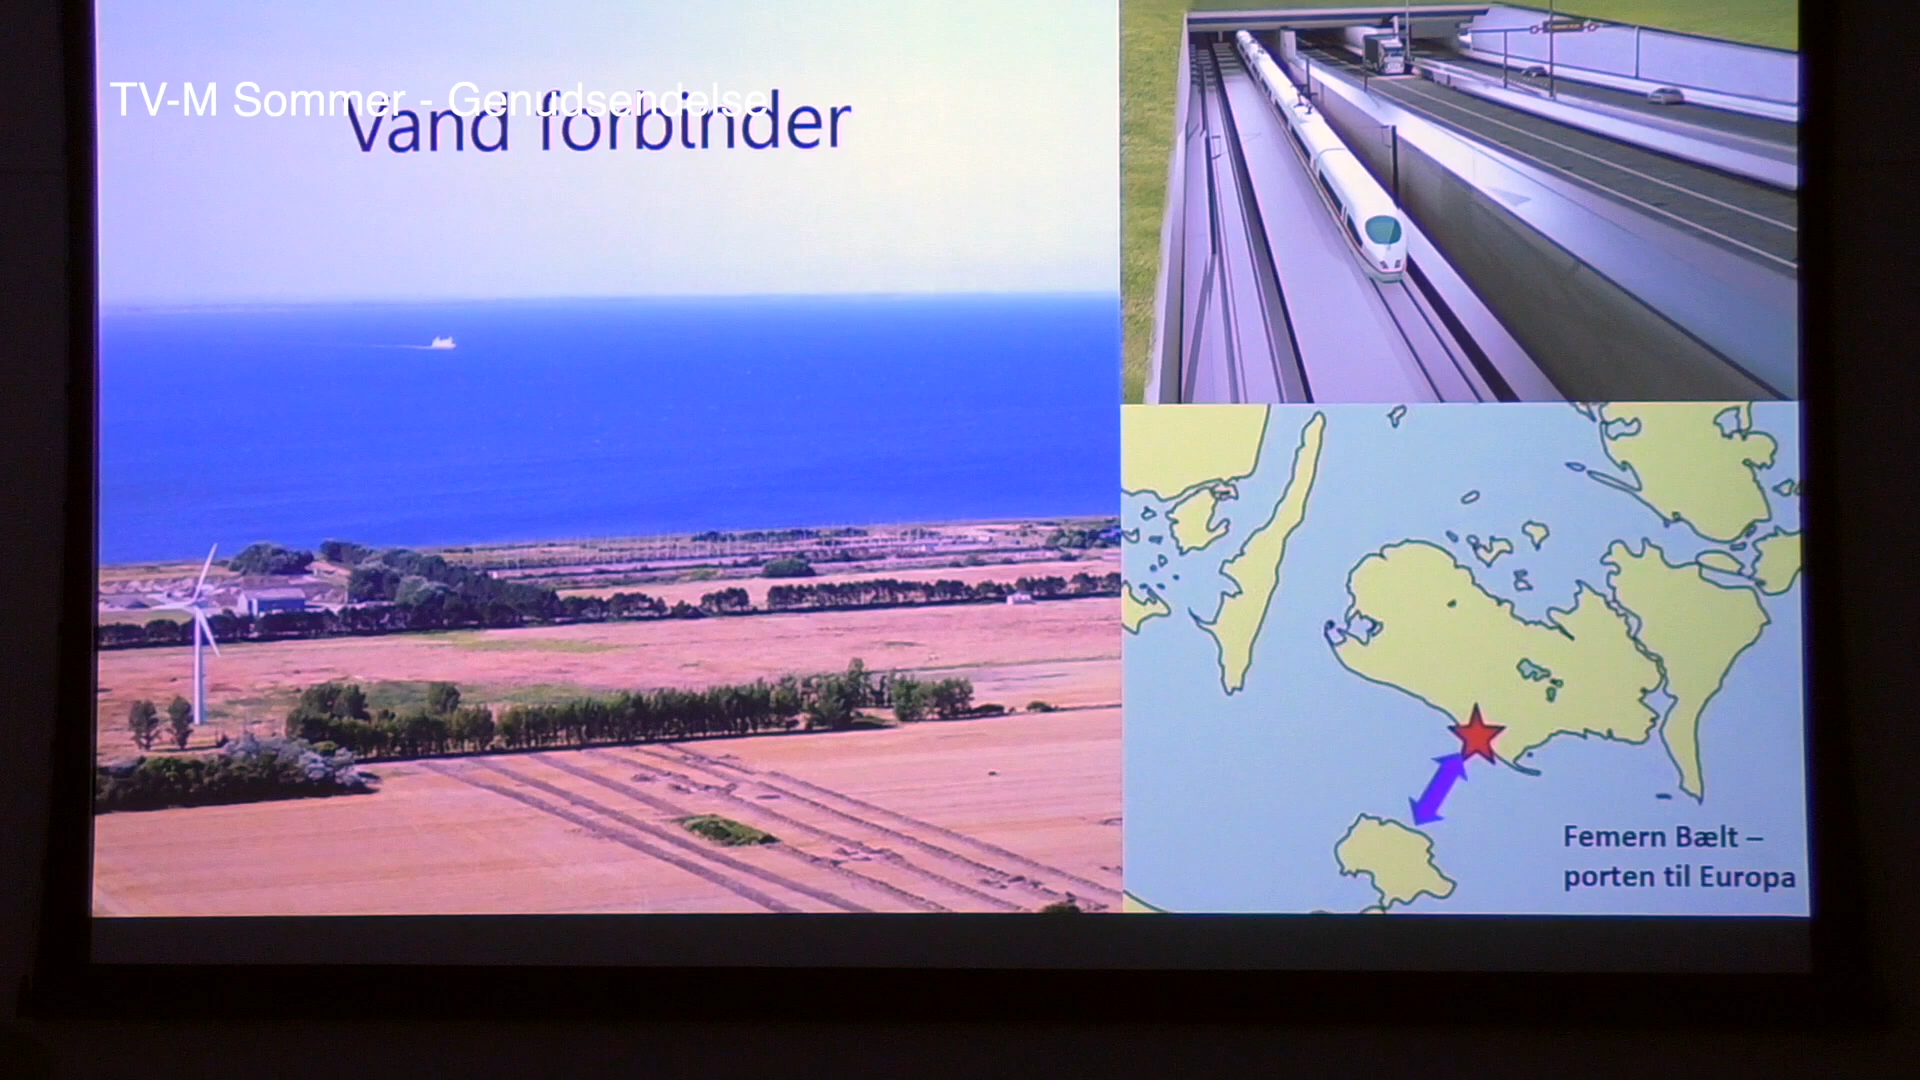 TV-M Sommer - Genudsendelse
Vand forbinder
Femern Bælt –
porten til Europa